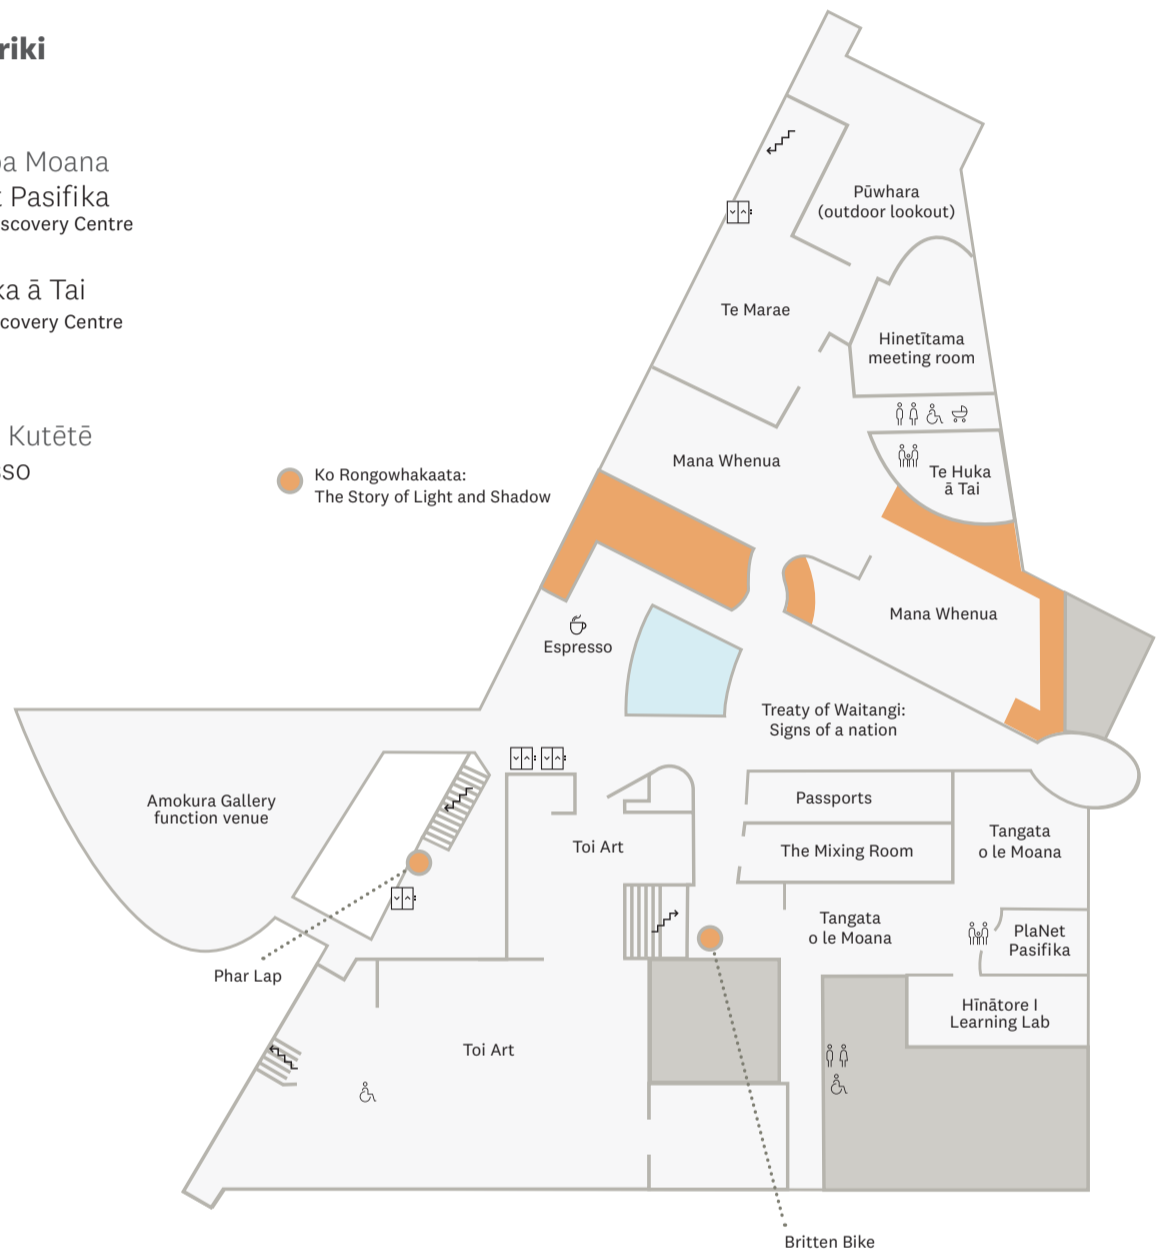 riki
oa Moana
t Pasifika
scovery Centre
ka ā Tai
covery Centre
Kutētē
sso
Ko Rongowhakaata:
The Story of Light and Shadow
Pūwhara
(outdoor lookout)
Te Marae
Hinetītama
meeting room
Mana Whenua
Te Huka
ā Tai
Mana Whenua
Espresso
Treaty of Waitangi:
Signs of a nation
Amokura Gallery
function venue
Passports
Toi Art
The Mixing Room
Tangata
o le Moana
Tangata
o le Moana
PlaNet
Pasifika
Phar Lap
Hīnātore I
Learning Lab
Toi Art
Britten Bike